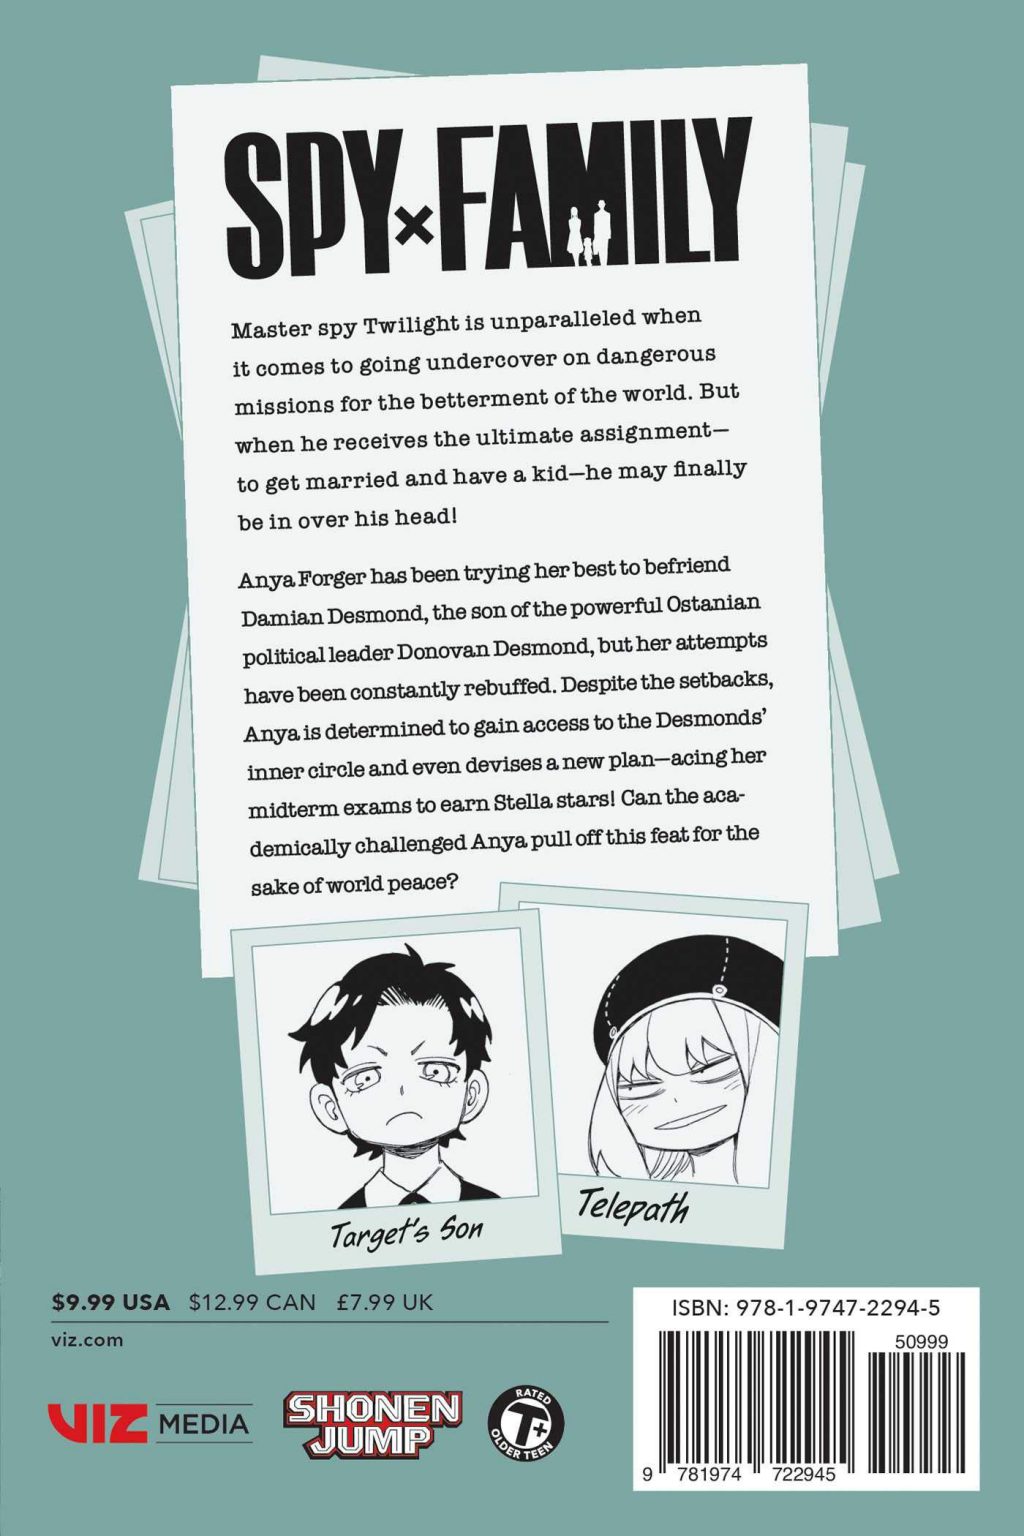 SPY×FAMILY
Master spy Twilight is unparalleled when
it comes to going undercover on dangerous
missions for the betterment of the world. But
when he receives the ultimate assignment—
to get married and have a kid—he may finally
be in over his head!
Anya Forger has been trying her best to befriend
Damian Desmond, the son of the powerful Ostanian
political leader Donovan Desmond, but her attempts
have been constantly rebuffed. Despite the setbacks,
Anya is determined to gain access to the Desmonds’
inner circle and even devises a new plan—acing her
midterm exams to earn Stella stars! Can the aca-
demically challenged Anya pull off this feat for the
sake of world peace?
Target's Son
Telepath
$9.99 USA $12.99 CAN £7.99 UK
viz.com
VIZ MEDIA
SHONEN
JUMP
RATED
T+
OLDER TEEN
ISBN: 978-1-9747-2294-5
50999
9 781974 722945